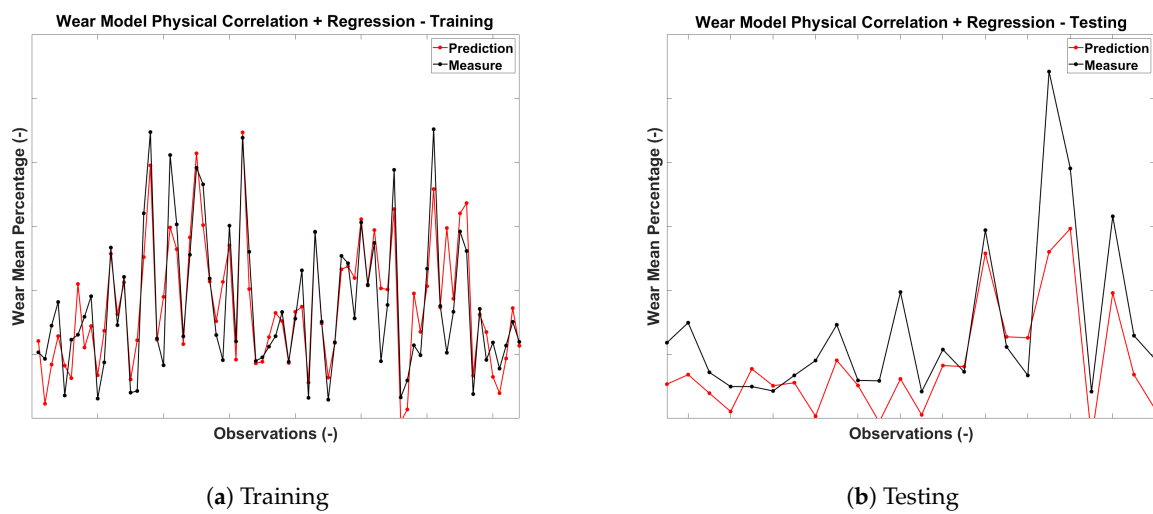 Wear Model Physical Correlation + Regression - Training
Prediction
Measure
Wear Mean Percentage (-)
Observations (-)
(a) Training
Wear Model Physical Correlation + Regression - Testing
Prediction
Measure
Wear Mean Percentage (-)
Observations (-)
(b) Testing